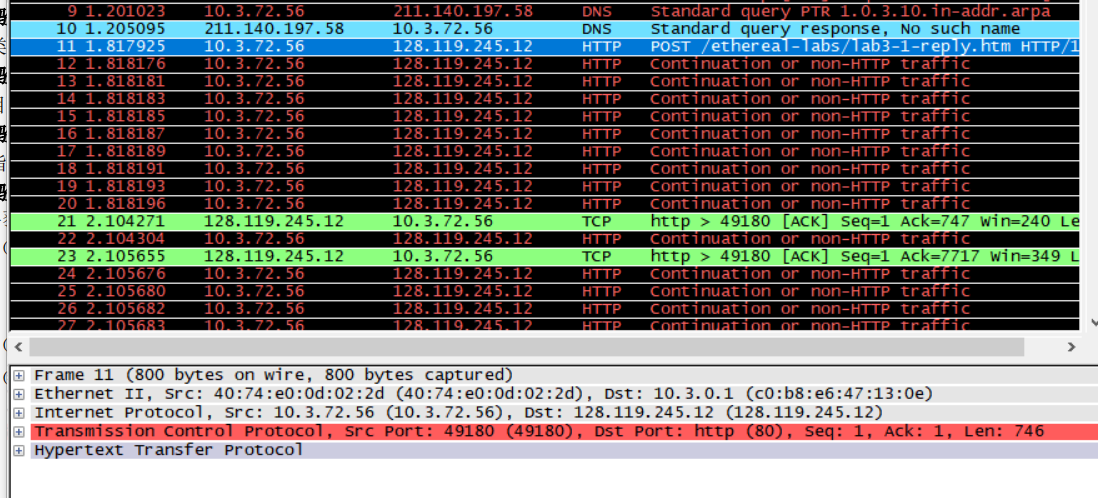 9 1.201023 10.3.72.56 211.140.197.58 DNS Standard query PTR 1.0.3.10.in-addr.arpa
10 1.205095 211.140.197.58 10.3.72.56 DNS Standard query response, No such name
11 1.817925 10.3.72.56 128.119.245.12 HTTP POST /ethereal-labs/lab3-1-reply.htm HTTP/1
12 1.818176 10.3.72.56 128.119.245.12 HTTP Continuation or non-HTTP traffic
13 1.818181 10.3.72.56 128.119.245.12 HTTP Continuation or non-HTTP traffic
14 1.818183 10.3.72.56 128.119.245.12 HTTP Continuation or non-HTTP traffic
15 1.818185 10.3.72.56 128.119.245.12 HTTP Continuation or non-HTTP traffic
16 1.818187 10.3.72.56 128.119.245.12 HTTP Continuation or non-HTTP traffic
17 1.818189 10.3.72.56 128.119.245.12 HTTP Continuation or non-HTTP traffic
18 1.818191 10.3.72.56 128.119.245.12 HTTP Continuation or non-HTTP traffic
19 1.818193 10.3.72.56 128.119.245.12 HTTP Continuation or non-HTTP traffic
20 1.818196 10.3.72.56 128.119.245.12 HTTP Continuation or non-HTTP traffic
21 2.104271 128.119.245.12 10.3.72.56 TCP http > 49180 [ACK] Seq=1 Ack=747 Win=240 Le
22 2.104304 10.3.72.56 128.119.245.12 HTTP Continuation or non-HTTP traffic
23 2.105655 128.119.245.12 10.3.72.56 TCP http > 49180 [ACK] Seq=1 Ack=7717 Win=349 L
24 2.105676 10.3.72.56 128.119.245.12 HTTP Continuation or non-HTTP traffic
25 2.105680 10.3.72.56 128.119.245.12 HTTP Continuation or non-HTTP traffic
26 2.105682 10.3.72.56 128.119.245.12 HTTP Continuation or non-HTTP traffic
27 2.105683 10.3.72.56 128.119.245.12 HTTP Continuation or non-HTTP traffic
Frame 11 (800 bytes on wire, 800 bytes captured)
Ethernet II, Src: 40:74:e0:0d:02:2d (40:74:e0:0d:02:2d), Dst: 10.3.0.1 (c0:b8:e6:47:13:0e)
Internet Protocol, Src: 10.3.72.56 (10.3.72.56), Dst: 128.119.245.12 (128.119.245.12)
Transmission Control Protocol, Src Port: 49180 (49180), Dst Port: http (80), Seq: 1, Ack: 1, Len: 746
Hypertext Transfer Protocol